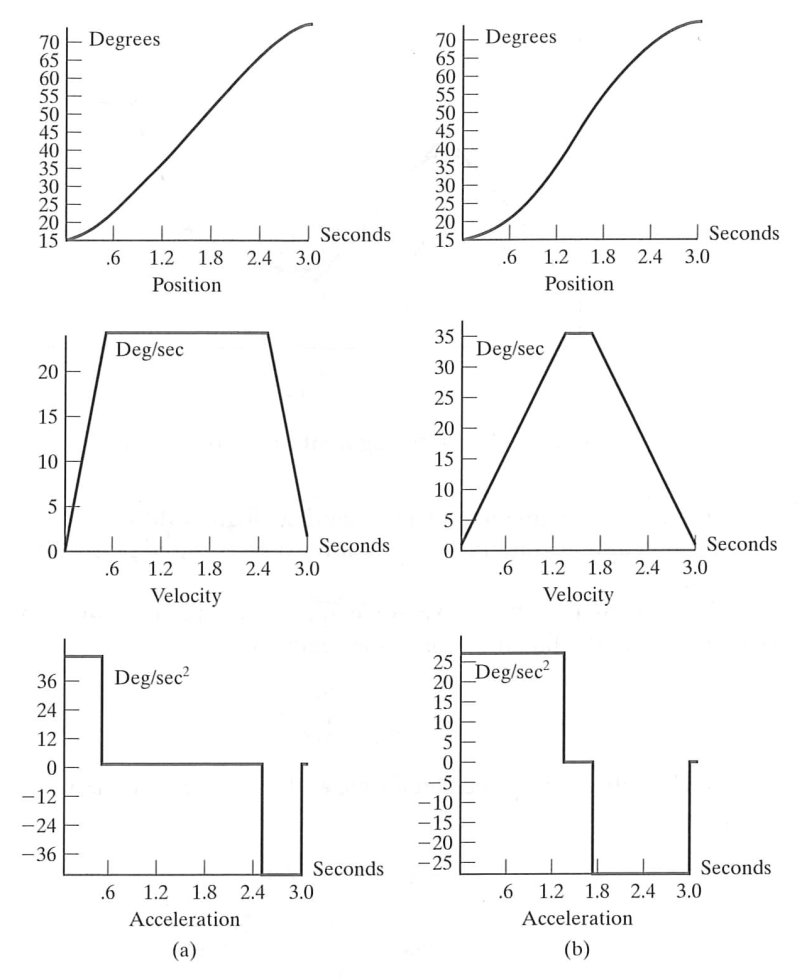 Degrees
70
65
60
55
50
45
40
35
30
25
20
15
.6 1.2 1.8 2.4 3.0 Seconds
Position
Degrees
70
65
60
55
50
45
40
35
30
25
20
15
.6 1.2 1.8 2.4 3.0 Seconds
Position
Deg/sec
20
15
10
5
0
.6 1.2 1.8 2.4 3.0 Seconds
Velocity
35
Deg/sec
30
25
20
15
10
5
0
.6 1.2 1.8 2.4 3.0 Seconds
Velocity
Deg/sec²
36
24
12
0
−12
−24
−36
Seconds
.6 1.2 1.8 2.4 3.0
Acceleration
(a)
25
Deg/sec²
20
15
10
5
0
−5
−10
−15
−20
−25
Seconds
.6 1.2 1.8 2.4 3.0
Acceleration
(b)